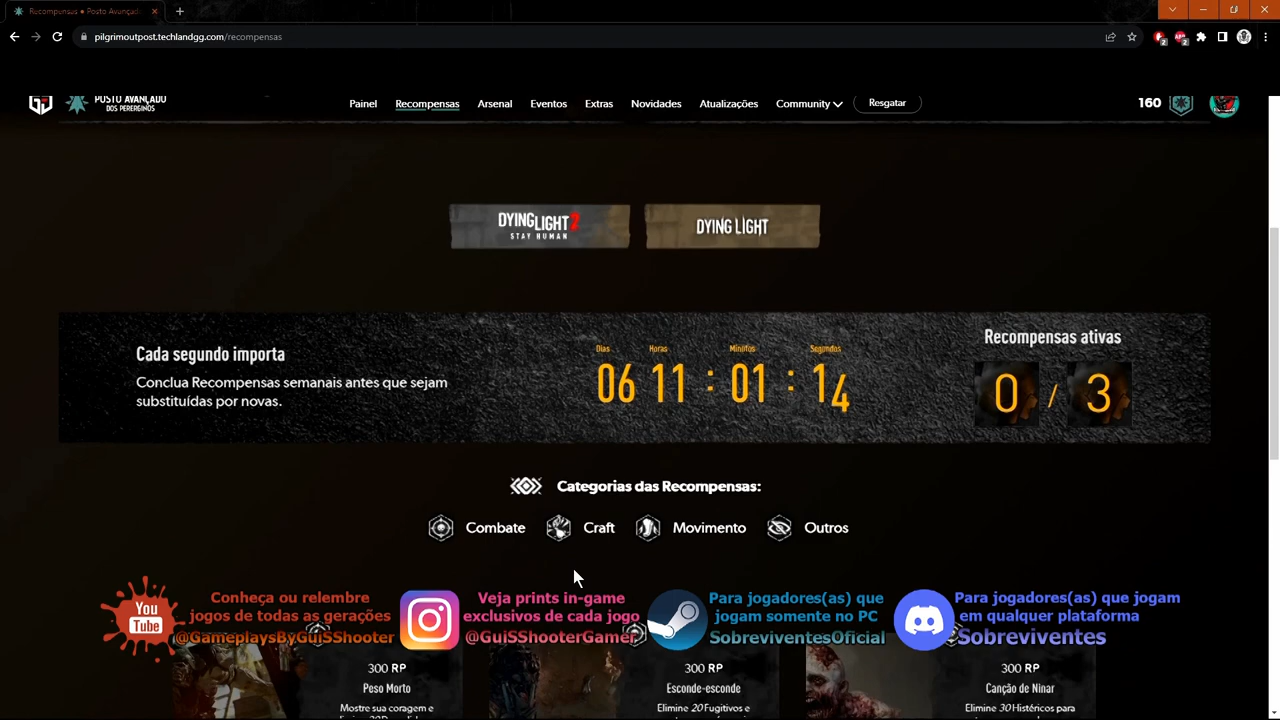 Recompensas • Posto Avançad
pilgrimoutpost.techlandgg.com/recompensas
2
2
POSTO AVANÇADO
DOS PEREGRINOS
Painel
Recompensas
Arsenal
Eventos
Extras
Novidades
Atualizações
Community
Resgatar
160
DYING LIGHT 2
STAY HUMAN
DYING LIGHT
Cada segundo importa
Conclua Recompensas semanais antes que sejam
substituídas por novas.
Dias Horas Minutos Segundos
06 11 : 01 : 14
Recompensas ativas
0 / 3
Categorias das Recompensas:
Combate Craft Movimento Outros
You
Tube
Conheça ou relembre
jogos de todas as gerações
@GameplaysByGuiSShooter
Veja prints in-game
exclusivos de cada jogo
@GuiSShooterGamer
Para jogadores(as) que
jogam somente no PC
SobreviventesOficial
Para jogadores(as) que jogam
em qualquer plataforma
Sobreviventes
300 RP
Peso Morto
Mostre sua coragem e
300 RP
Esconde-esconde
Elimine 20 Fugitivos e
300 RP
Canção de Ninar
Elimine 30 Histéricos para